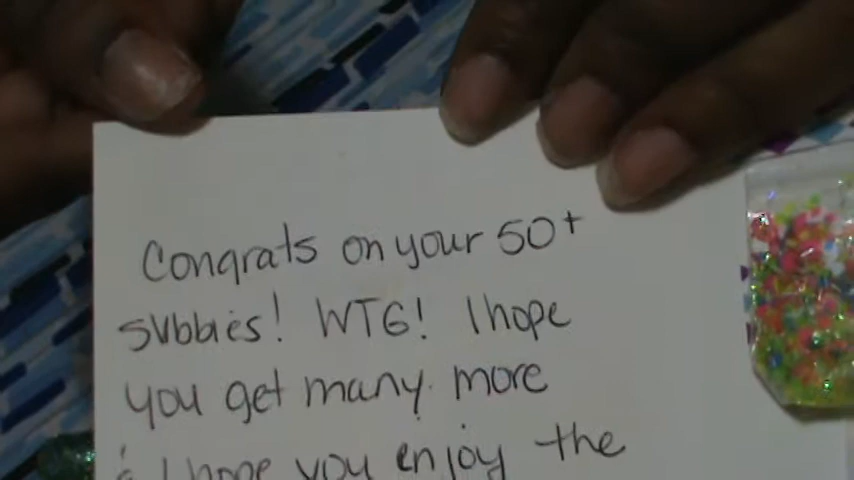 Congrats on your 50+
subbies! WTG! I hope
you get many more
& I hope you enjoy the